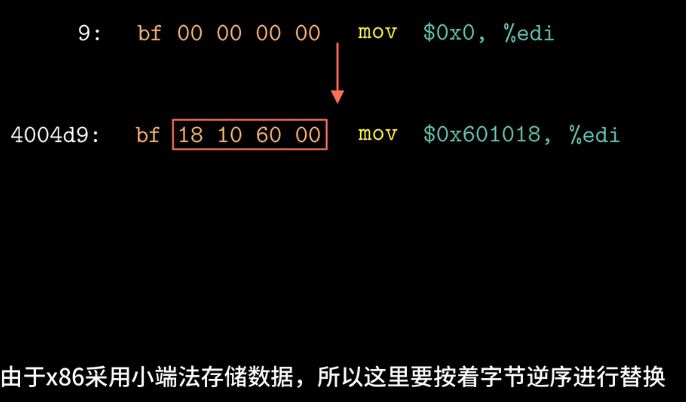 9: bf 00 00 00 00 mov $0x0, %edi
4004d9: bf 18 10 60 00 mov $0x601018, %edi
由于x86采用小端法存储数据，所以这里要按着字节逆序进行替换